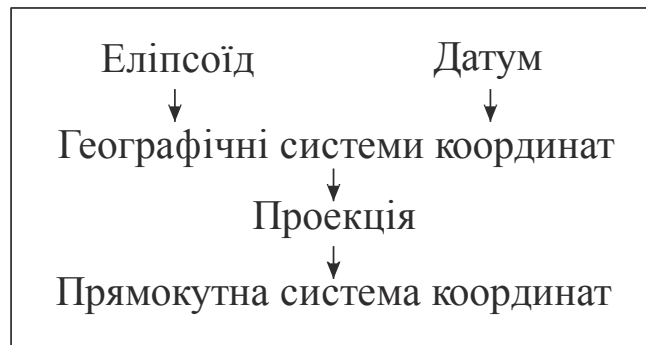 Еліпсоїд Датум
Географічні системи координат
Проекція
Прямокутна система координат